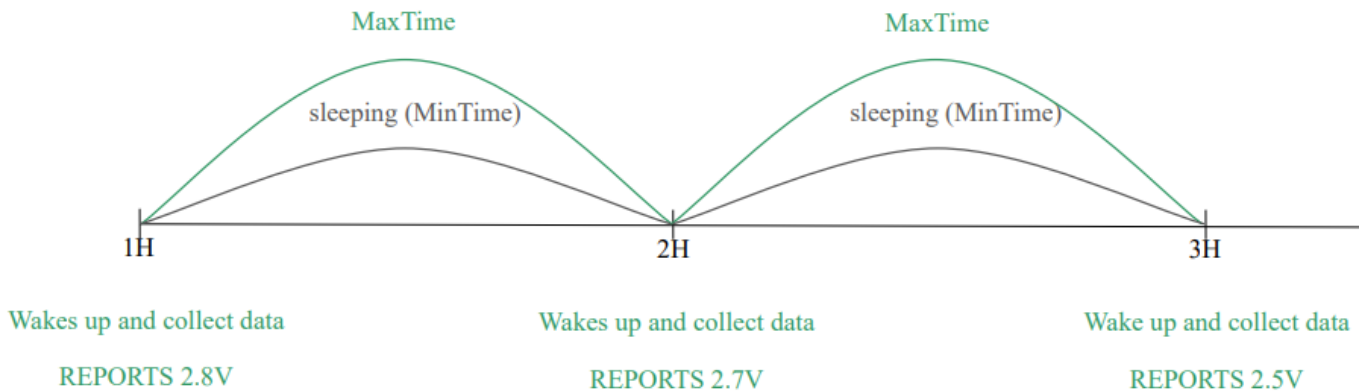 MaxTime
MaxTime
sleeping (MinTime)
sleeping (MinTime)
1H
2H
3H
Wakes up and collect data
Wakes up and collect data
Wake up and collect data
REPORTS 2.8V
REPORTS 2.7V
REPORTS 2.5V